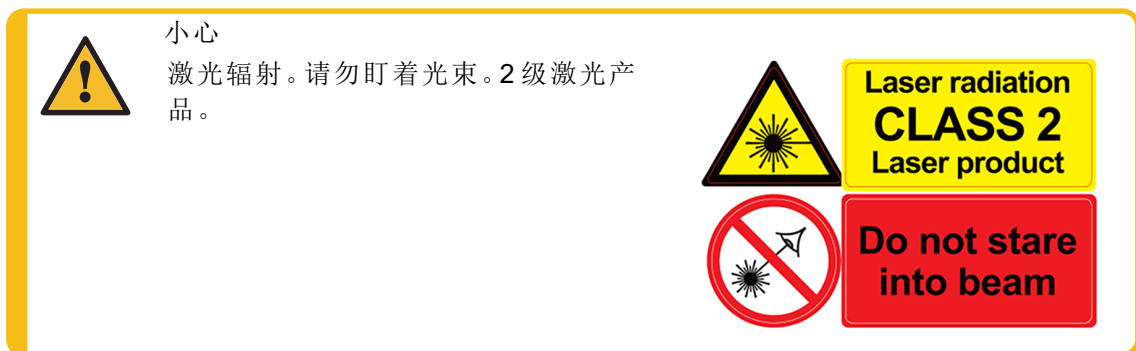 小心
激光辐射。请勿盯着光束。2 级激光产
品。
Laser radiation
CLASS 2
Laser product
Do not stare
into beam